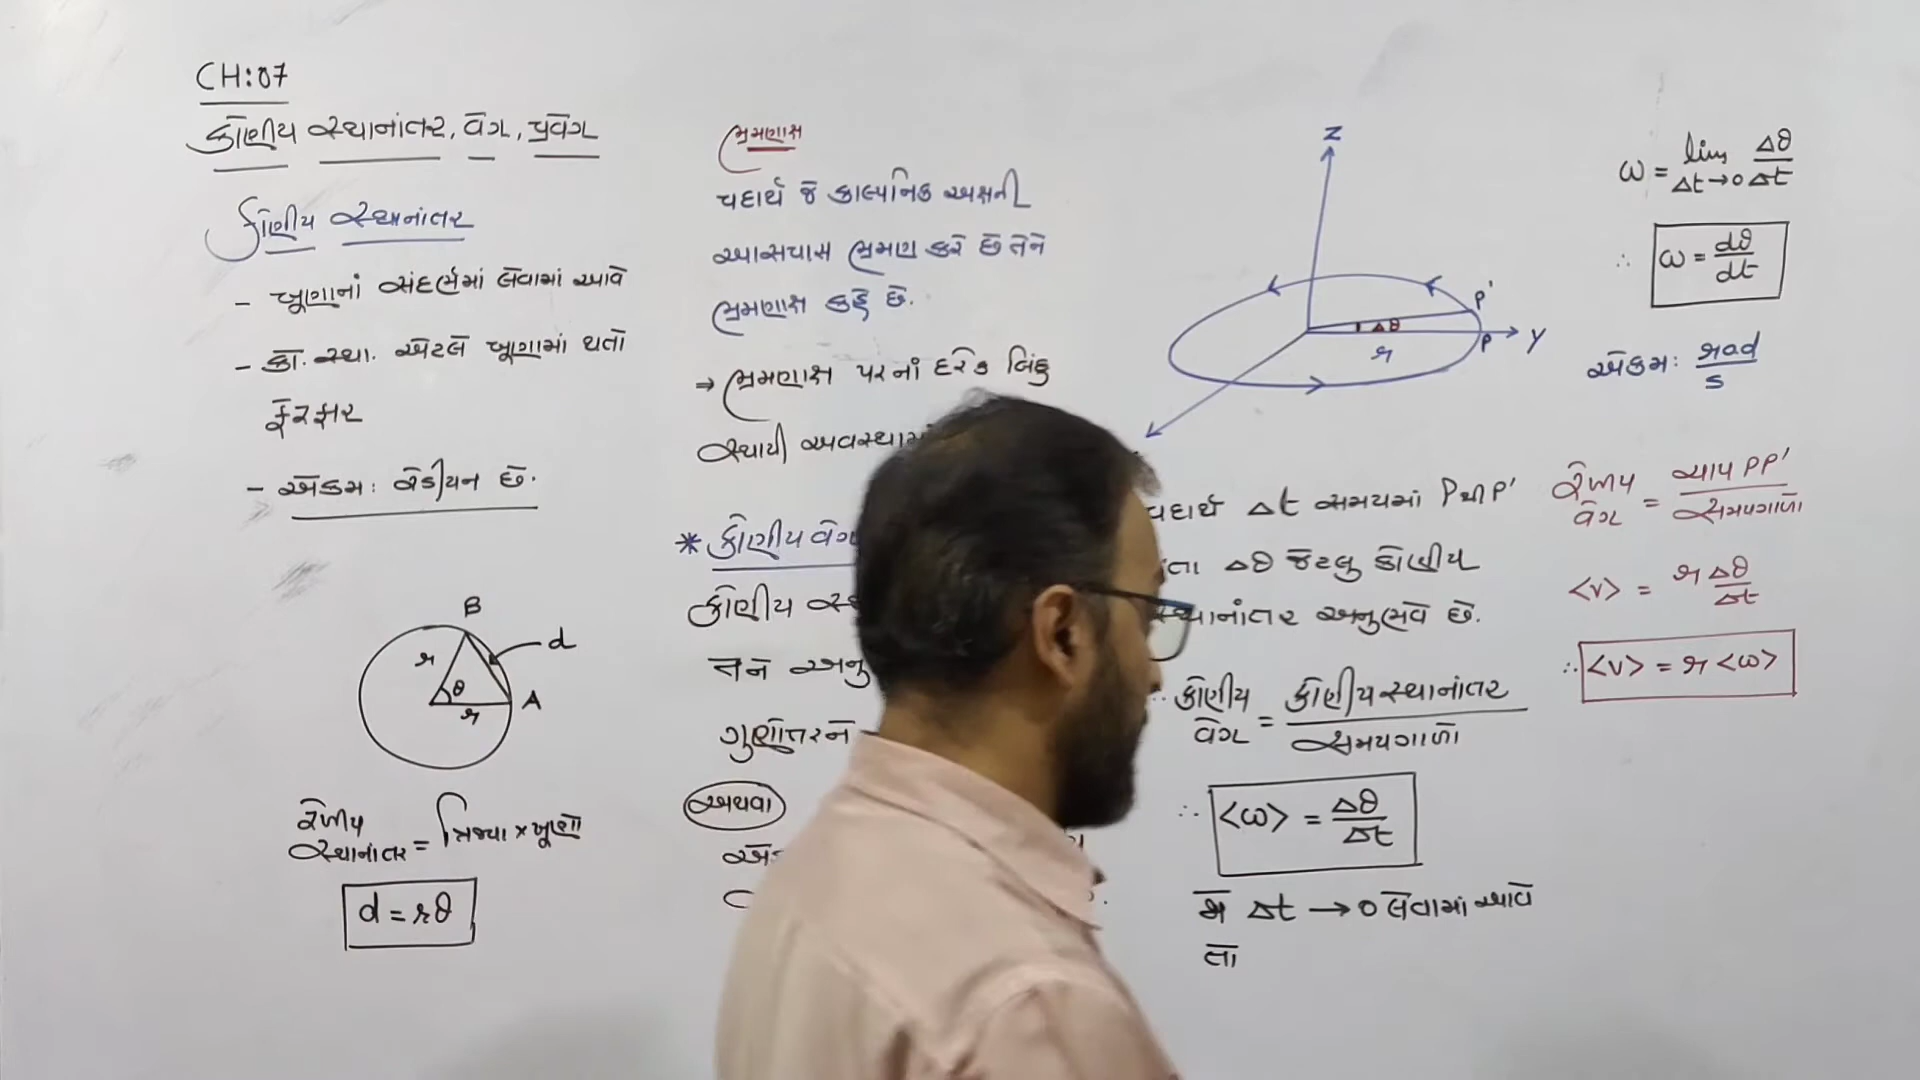 CH:07
કોણીય સ્થાનાંતર, વેગ, પ્રવેગ
કોણીય સ્થાનાંતર
- ખૂણાનાં સંદર્ભમાં લેવામાં આવે
- કો. સ્થા. એટલે ખૂણામાં થતો
ફેરફાર
- એકમ: રેડીયન છે.
B
d
r
θ
r
A
રેખીય
સ્થાનાંતર = ત્રિજ્યા × ખૂણો
d = rθ
ભ્રમણાક્ષ
પદાર્થ જે કાલ્પનિક અક્ષની
આસપાસ ભ્રમણ કરે છે તેને
ભ્રમણાક્ષ કહે છે.
→ ભ્રમણાક્ષ પરનાં દરેક બિંદુ
સ્થાયી
* કોણીય વેગ
કોણીય
અથવા
Z
P'
Δθ
P
Y
r
પદાર્થ Δt સમયમાં P થી P'
Δθ જેટલુ કોણીય
સ્થાનાંતર અનુભવે છે.
કોણીય વેગ = કોણીય સ્થાનાંતર / સમયગાળો
∴ <ω> = Δθ/Δt
જો Δt → 0 લેવામાં આવે
તો
ω = lim Δt→0 Δθ/Δt
∴ ω = dθ/dt
એકમ: rad/s
રેખીય વેગ = ચાપ PP' / સમયગાળો
<v> = r Δθ/Δt
∴ <v> = r <ω>